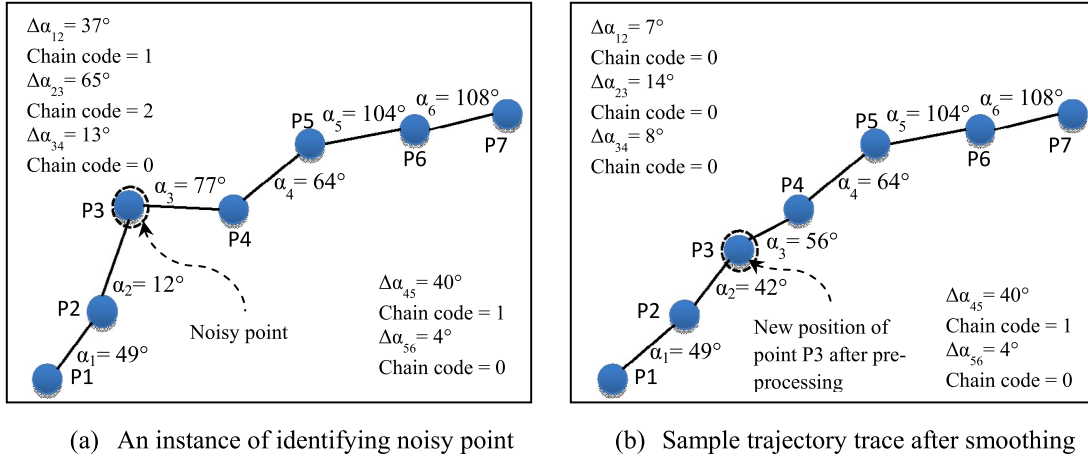 Δα₁₂= 37°
Chain code = 1
Δα₂₃= 65°
Chain code = 2
Δα₃₄= 13°
Chain code = 0
α₅= 104°
α₆= 108°
P5
P6
P7
α₃= 77°
α₄= 64°
P3
P4
α₂= 12°
P2
Noisy point
α₁= 49°
P1
Δα₄₅= 40°
Chain code = 1
Δα₅₆= 4°
Chain code = 0
(a) An instance of identifying noisy point
Δα₁₂= 7°
Chain code = 0
Δα₂₃= 14°
Chain code = 0
Δα₃₄= 8°
Chain code = 0
α₅= 104°
α₆= 108°
P5
P6
P7
P4
α₄= 64°
P3
α₃= 56°
α₂= 42°
P2
α₁= 49°
P1
New position of
point P3 after pre-
processing
Δα₄₅= 40°
Chain code = 1
Δα₅₆= 4°
Chain code = 0
(b) Sample trajectory trace after smoothing